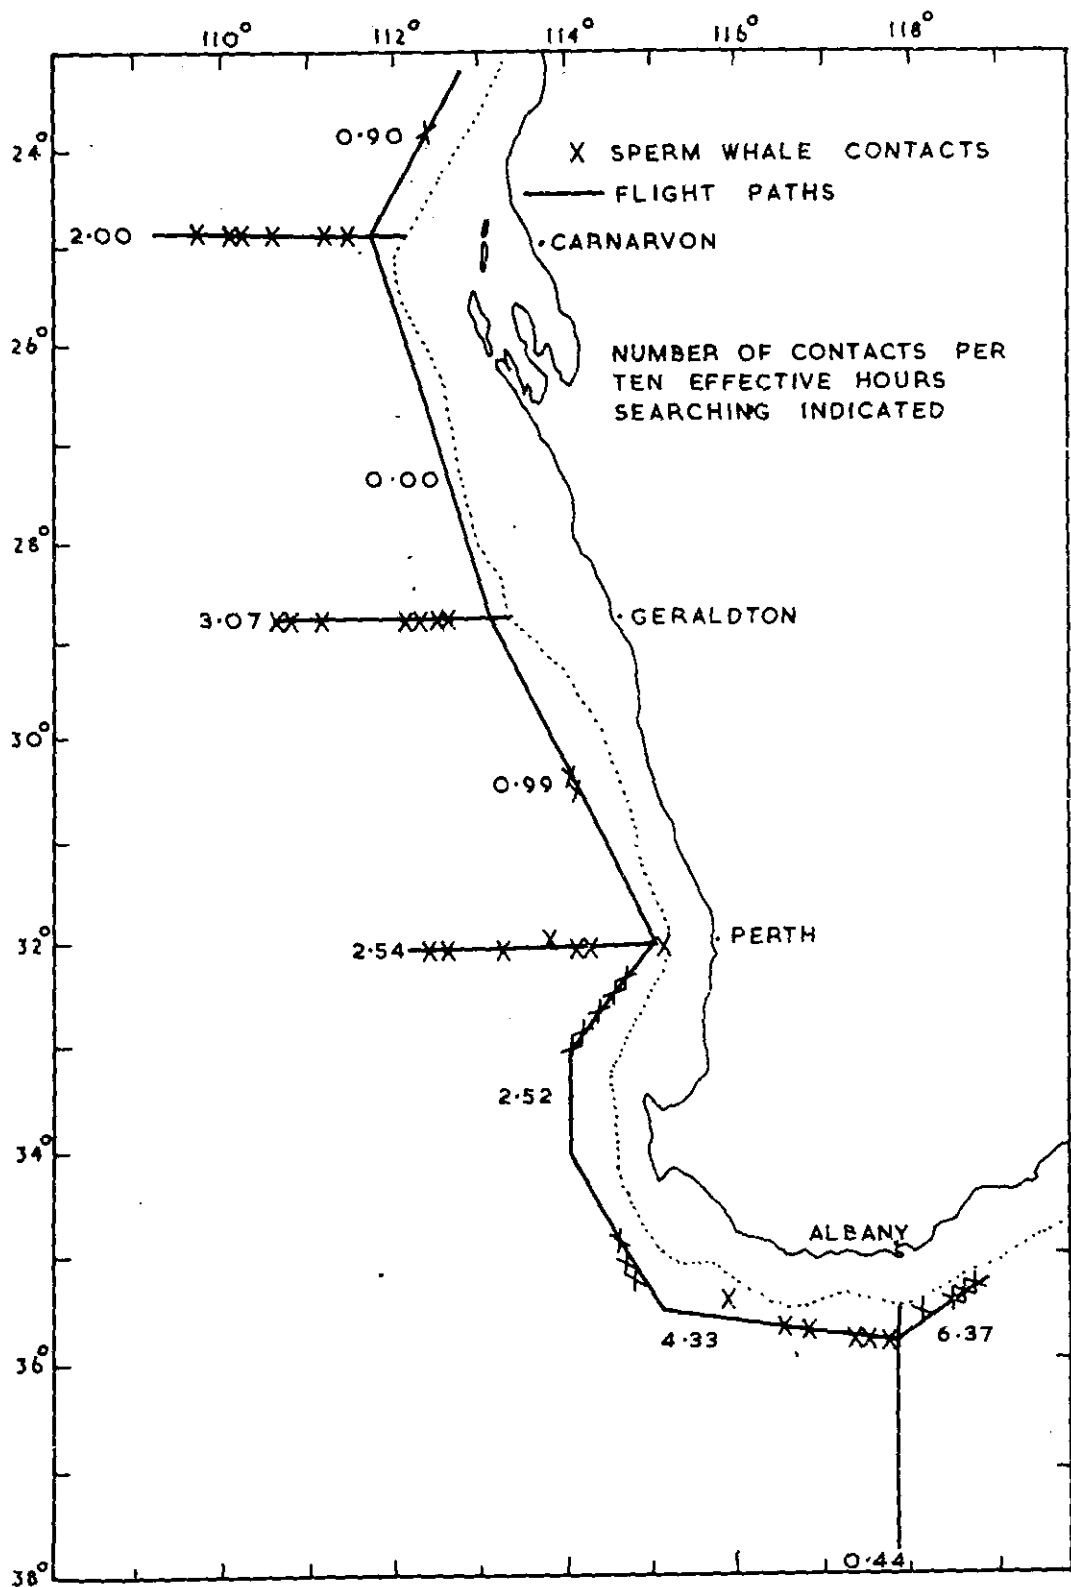 110° 112° 114° 116° 118°
24°
0·90
X SPERM WHALE CONTACTS
FLIGHT PATHS
2·00
CARNARVON
26°
NUMBER OF CONTACTS PER
TEN EFFECTIVE HOURS
SEARCHING INDICATED
0·00
28°
3·07
GERALDTON
30°
0·99
32°
2·54
PERTH
2·52
34°
ALBANY
4·33
6·37
36°
0·44
38°